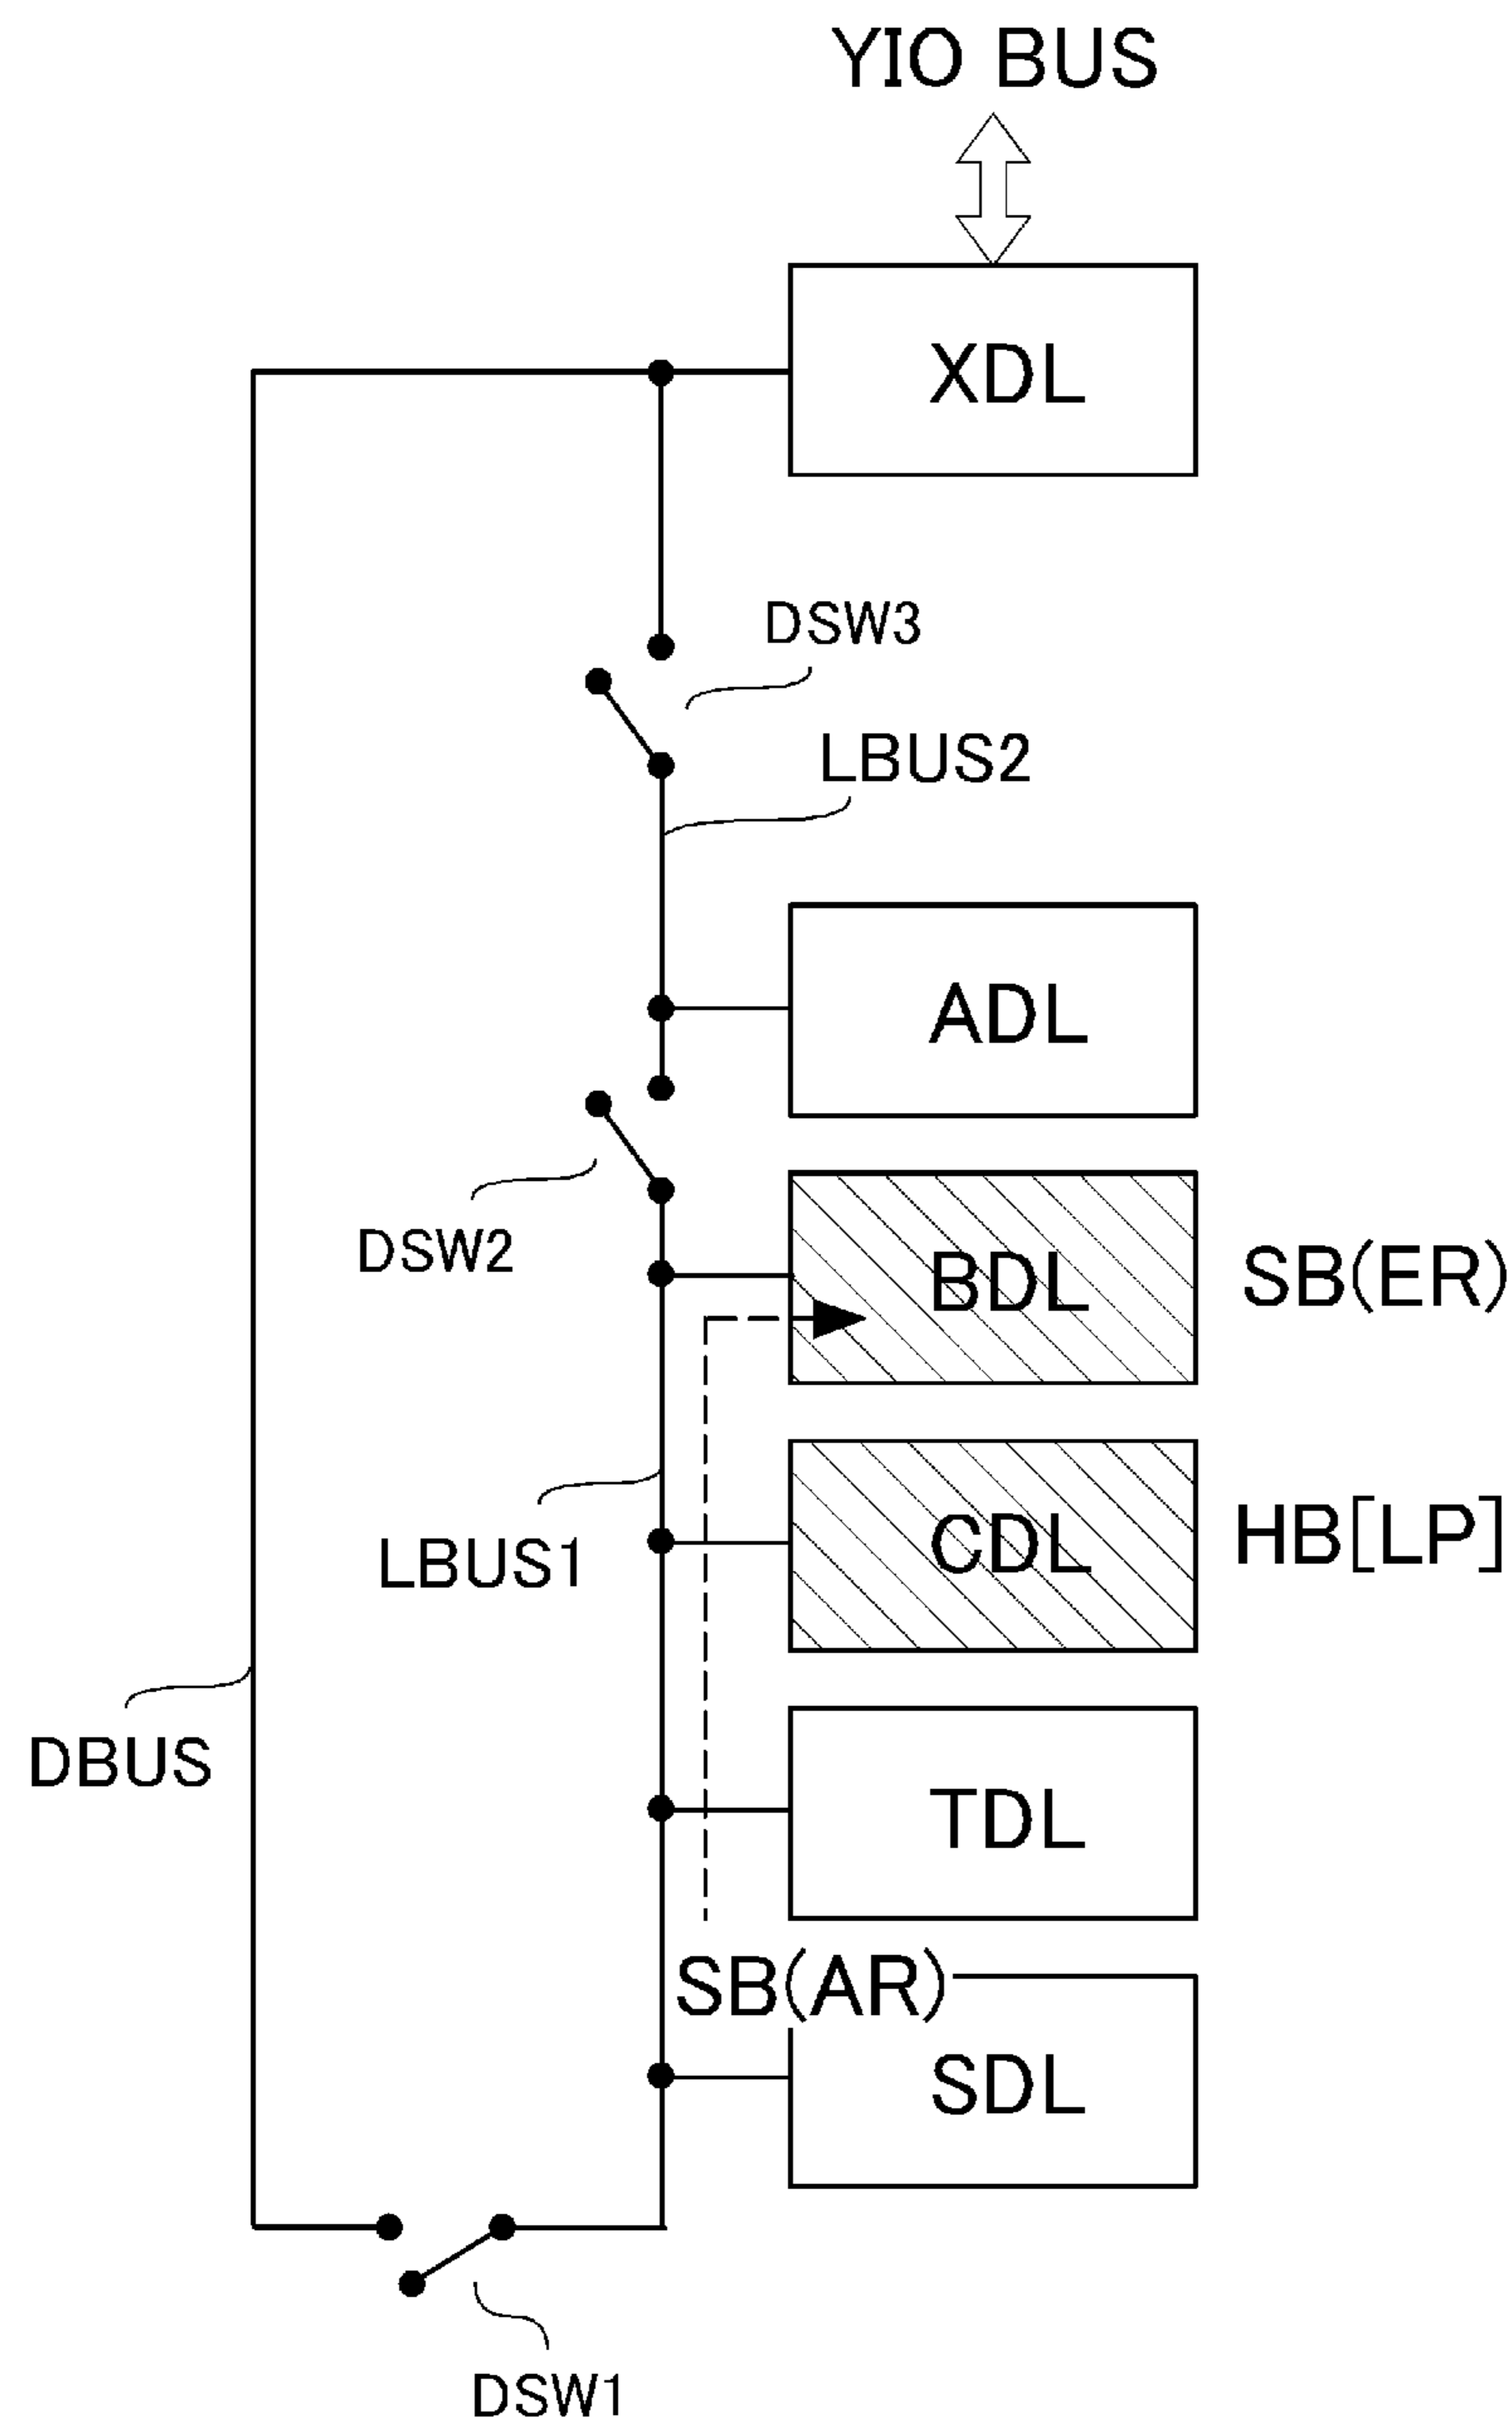 YIO BUS
XDL
DSW3
LBUS2
ADL
DSW2
BDL
SB(ER)
LBUS1
CDL
HB[LP]
DBUS
TDL
SB(AR)
SDL
DSW1